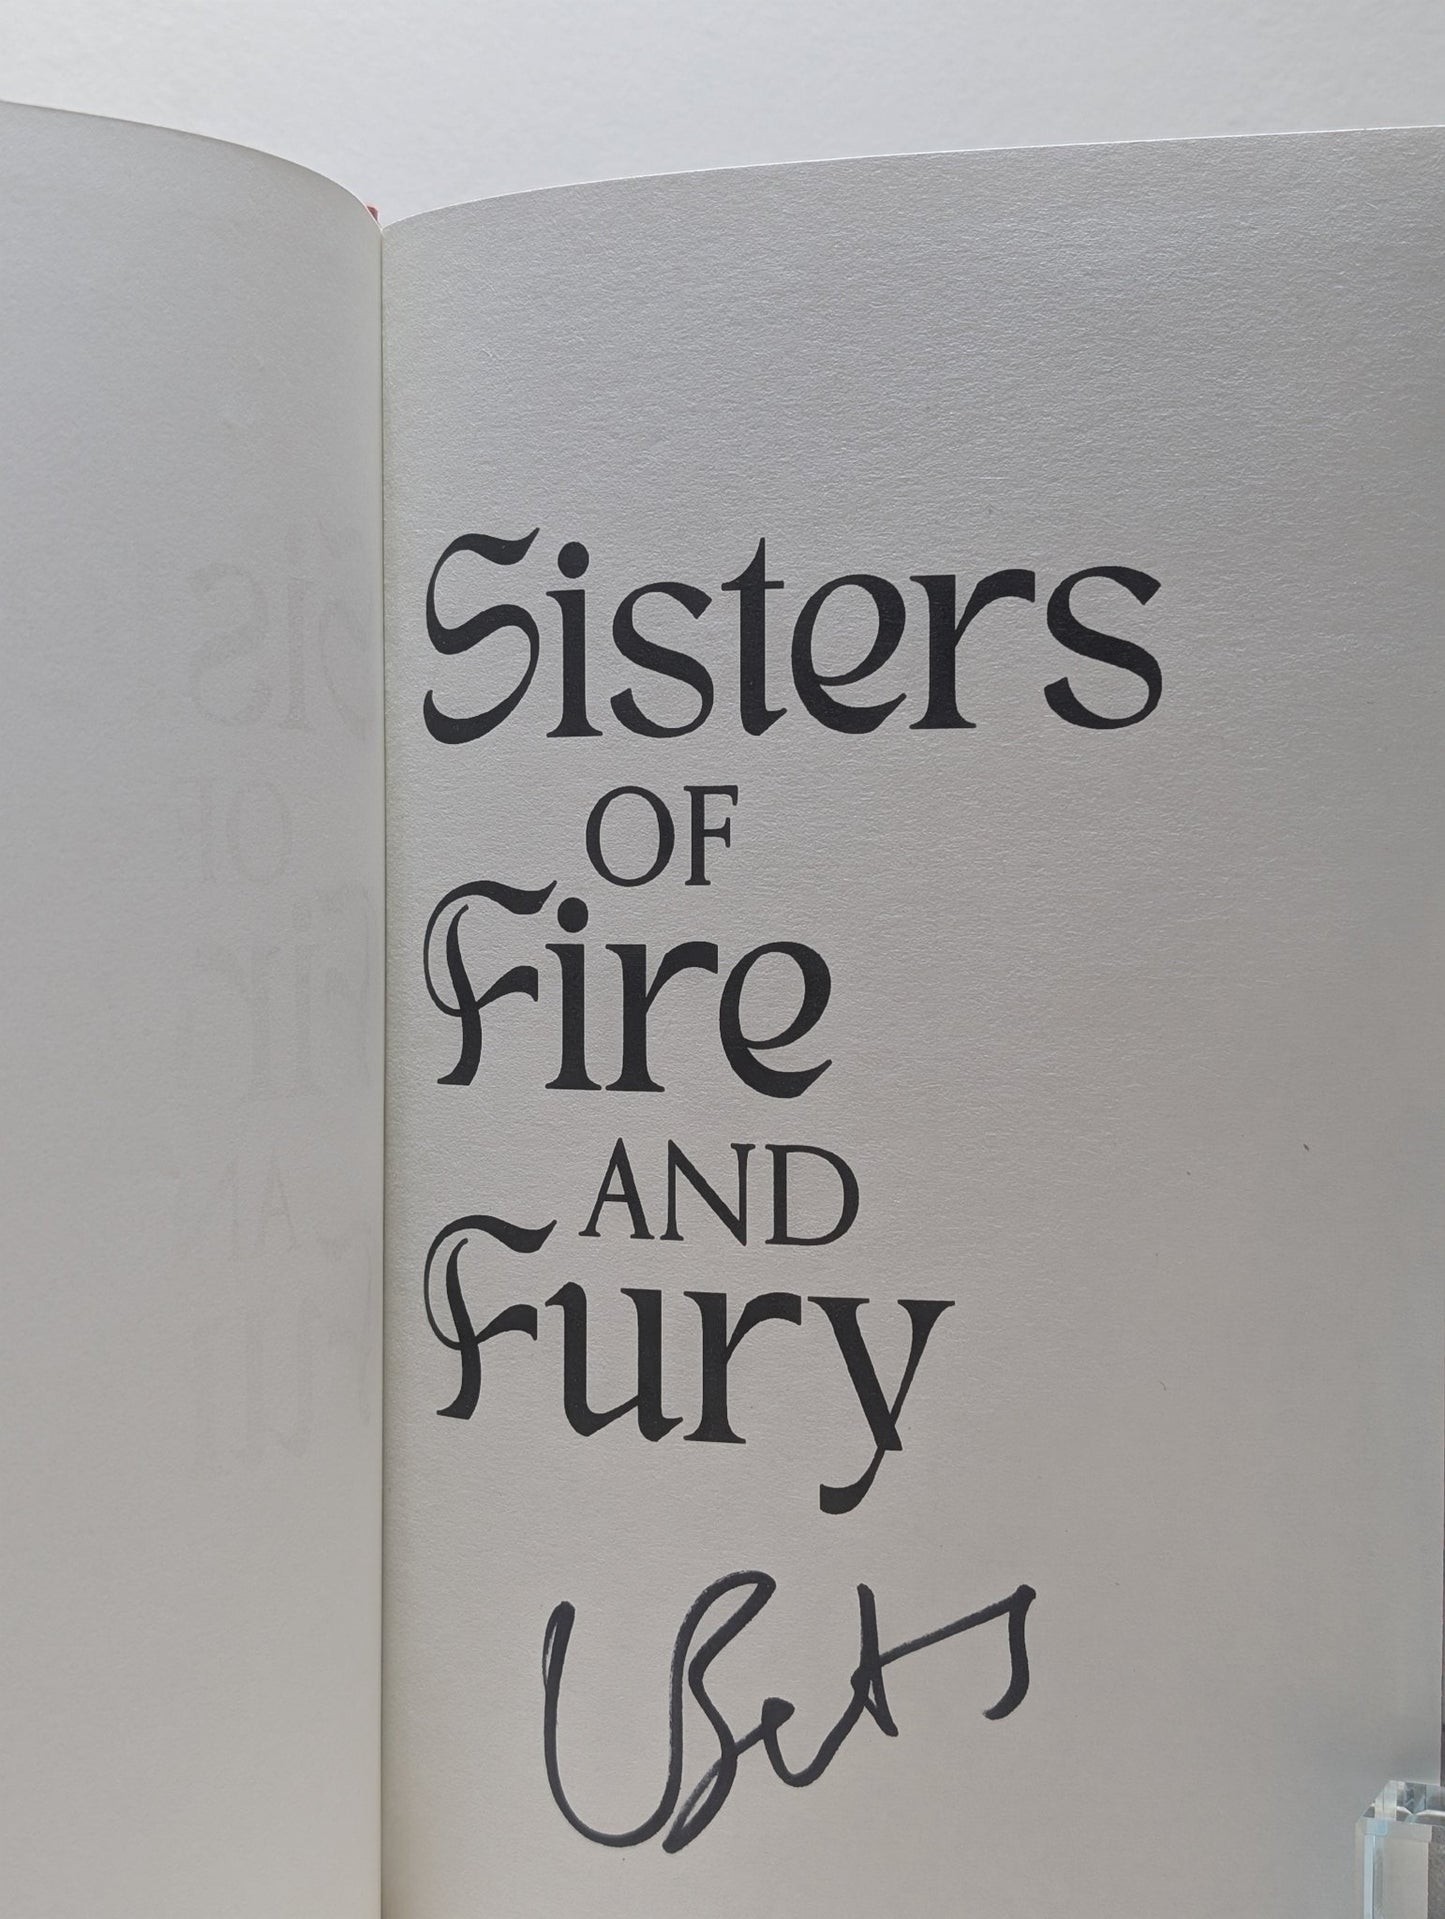 Sisters
OF
Fire
AND
Fury